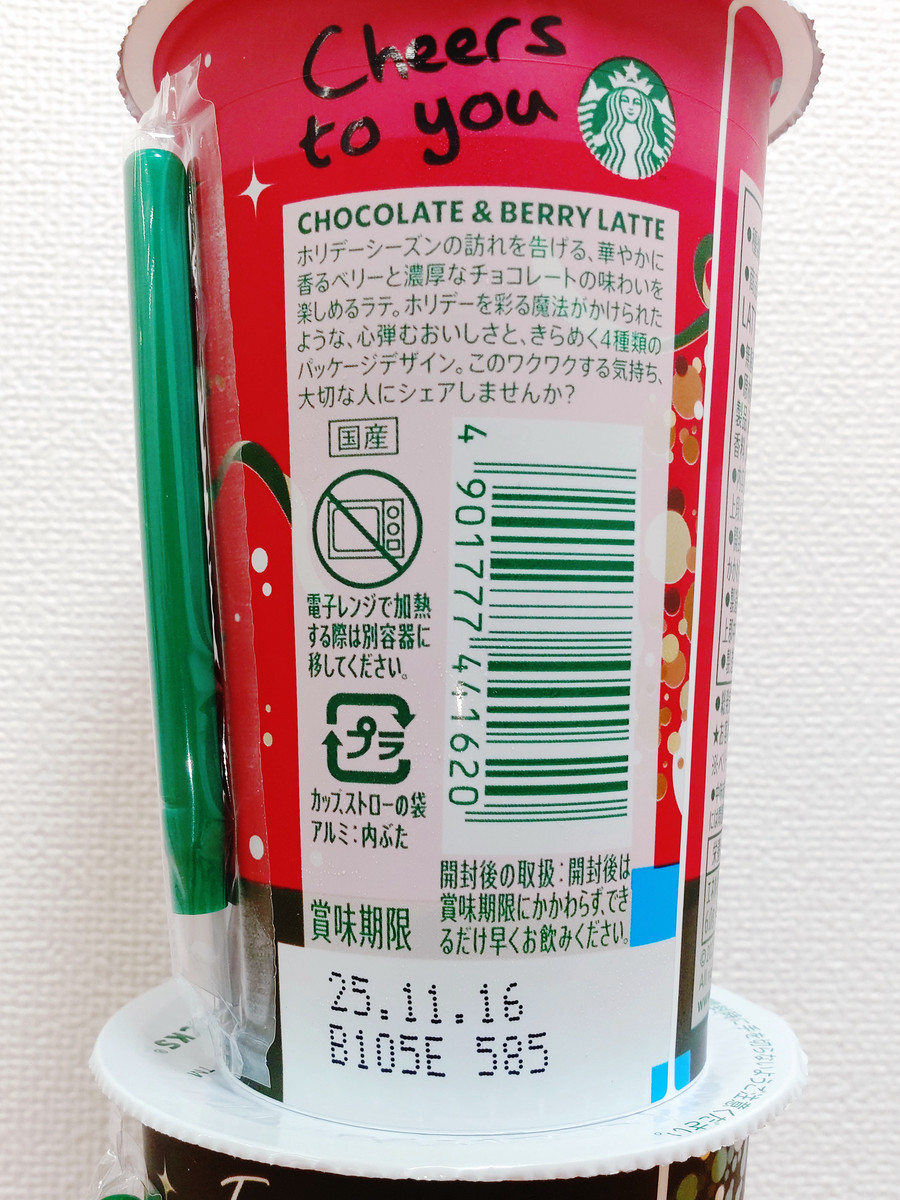 Cheers
to you
CHOCOLATE & BERRY LATTE
ホリデーシーズンの訪れを告げる、華やかに
香るベリーと濃厚なチョコレートの味わいを
楽しめるラテ。ホリデーを彩る魔法がかけられた
ような、心弾むおいしさと、きらめく4種類の
パッケージデザイン。このワクワクする気持ち、
大切な人にシェアしませんか?
国産
電子レンジで加熱
する際は別容器に
移してください。
プラ
カップ,ストローの袋
アルミ:内ぶた
4 901777 441620
開封後の取扱:開封後は
賞味期限にかかわらず、でき
るだけ早くお飲みください。
賞味期限
25.11.16
B105E 585